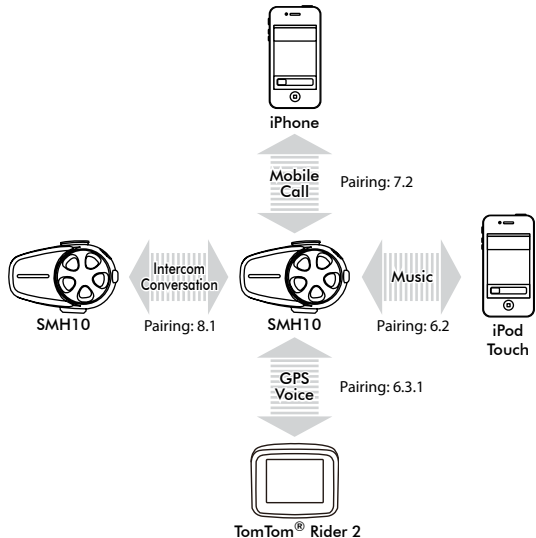 iPhone
Mobile
Call
Pairing: 7.2
Intercom
Conversation
Music
SMH10
Pairing: 8.1
SMH10
Pairing: 6.2
iPod
Touch
GPS
Voice
Pairing: 6.3.1
TomTom® Rider 2